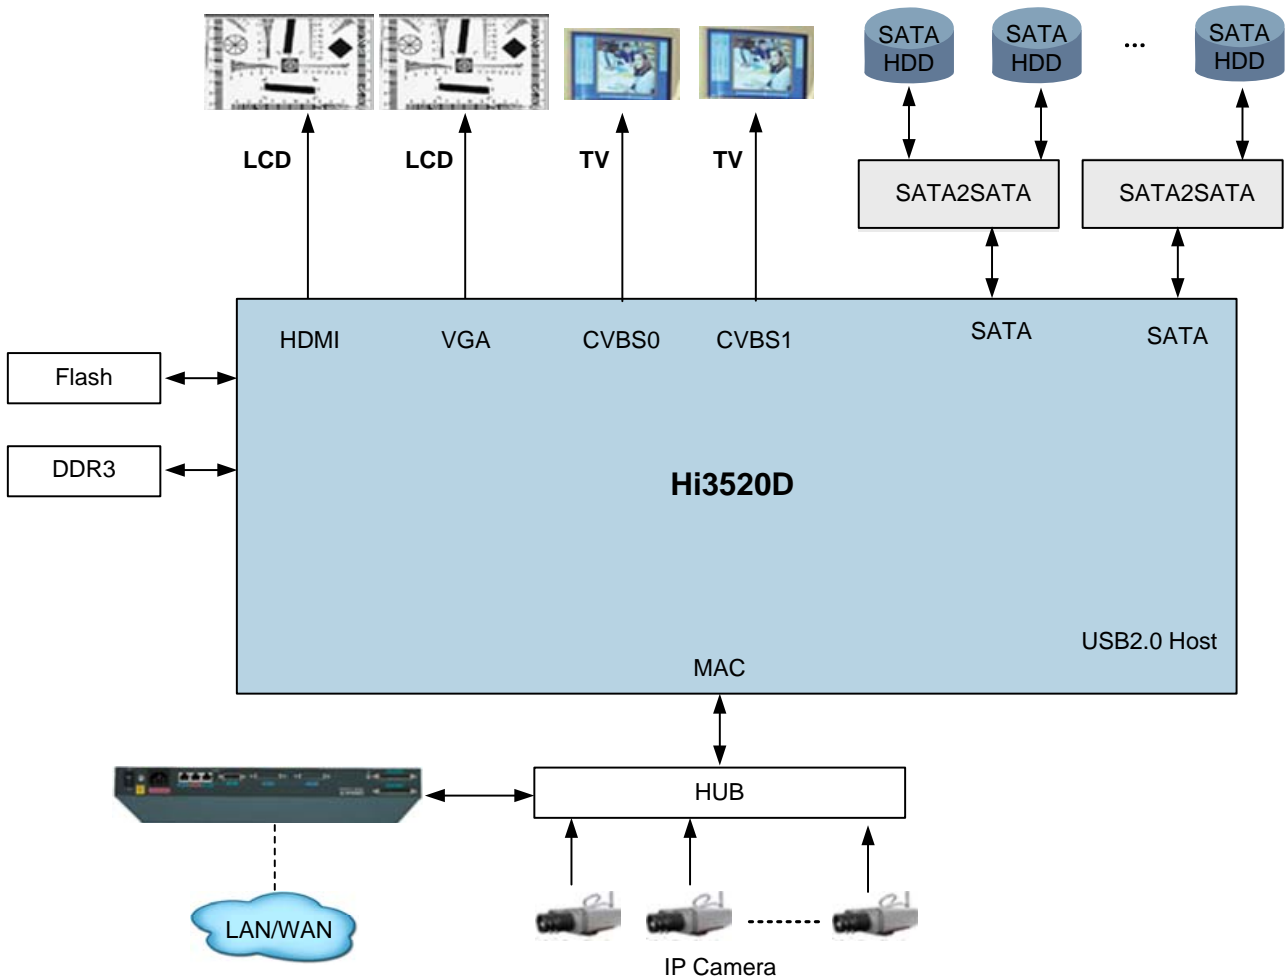 SATA
HDD
SATA
HDD
...
SATA
HDD
LCD
LCD
TV
TV
SATA2SATA
SATA2SATA
HDMI
VGA
CVBS0
CVBS1
SATA
SATA
Flash
DDR3
Hi3520D
USB2.0 Host
MAC
HUB
LAN/WAN
IP Camera